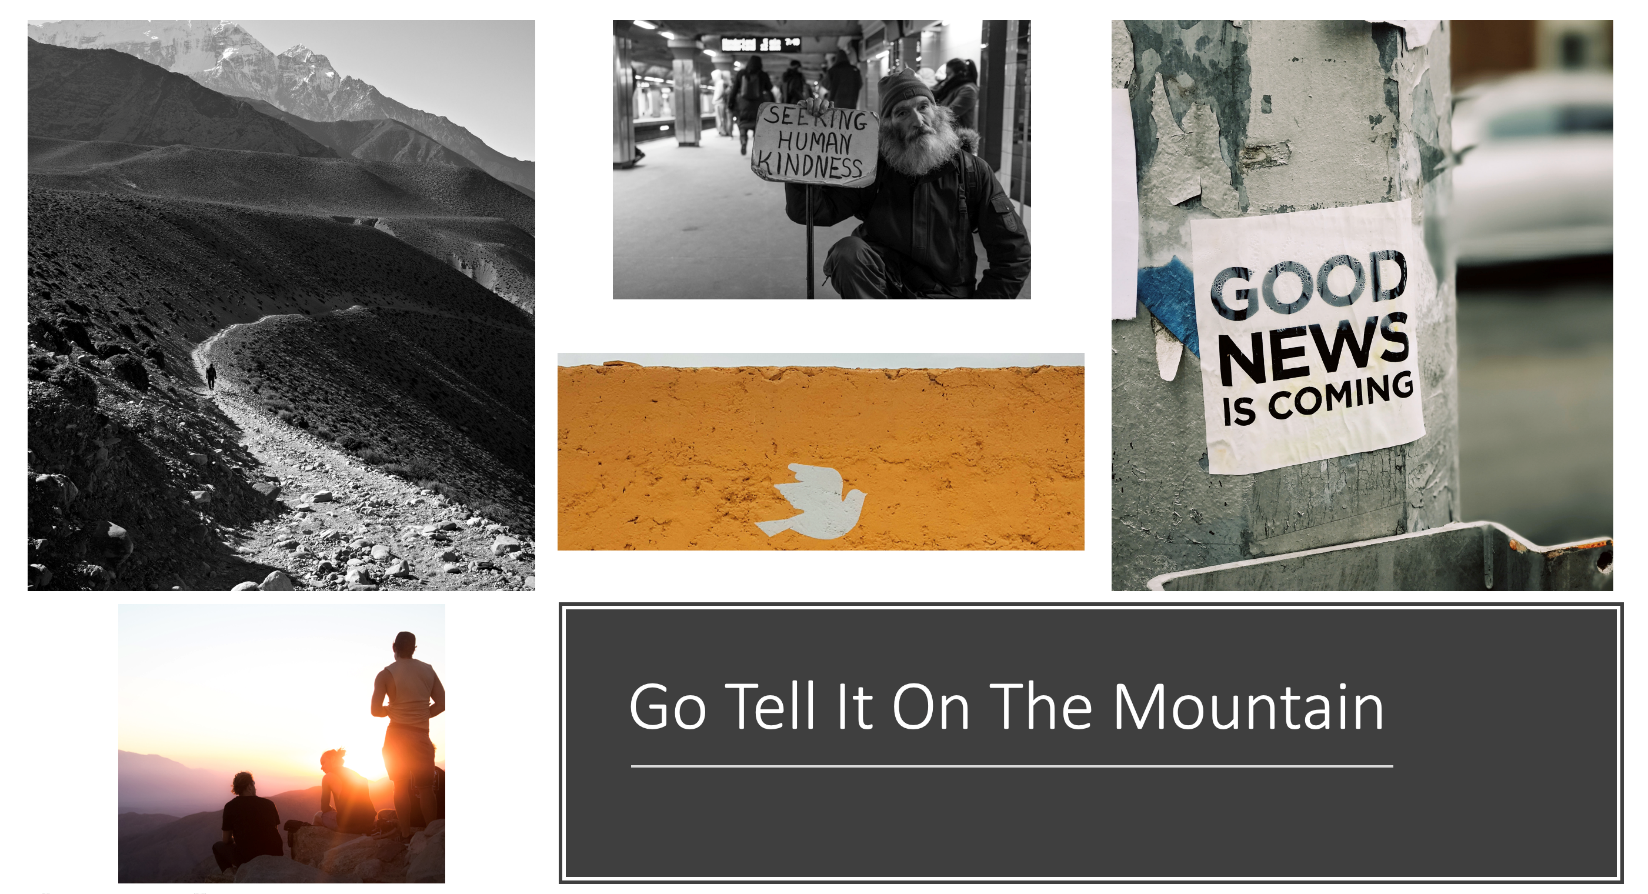 SEEKING
HUMAN
KINDNESS
GOOD
NEWS
IS COMING
Go Tell It On The Mountain